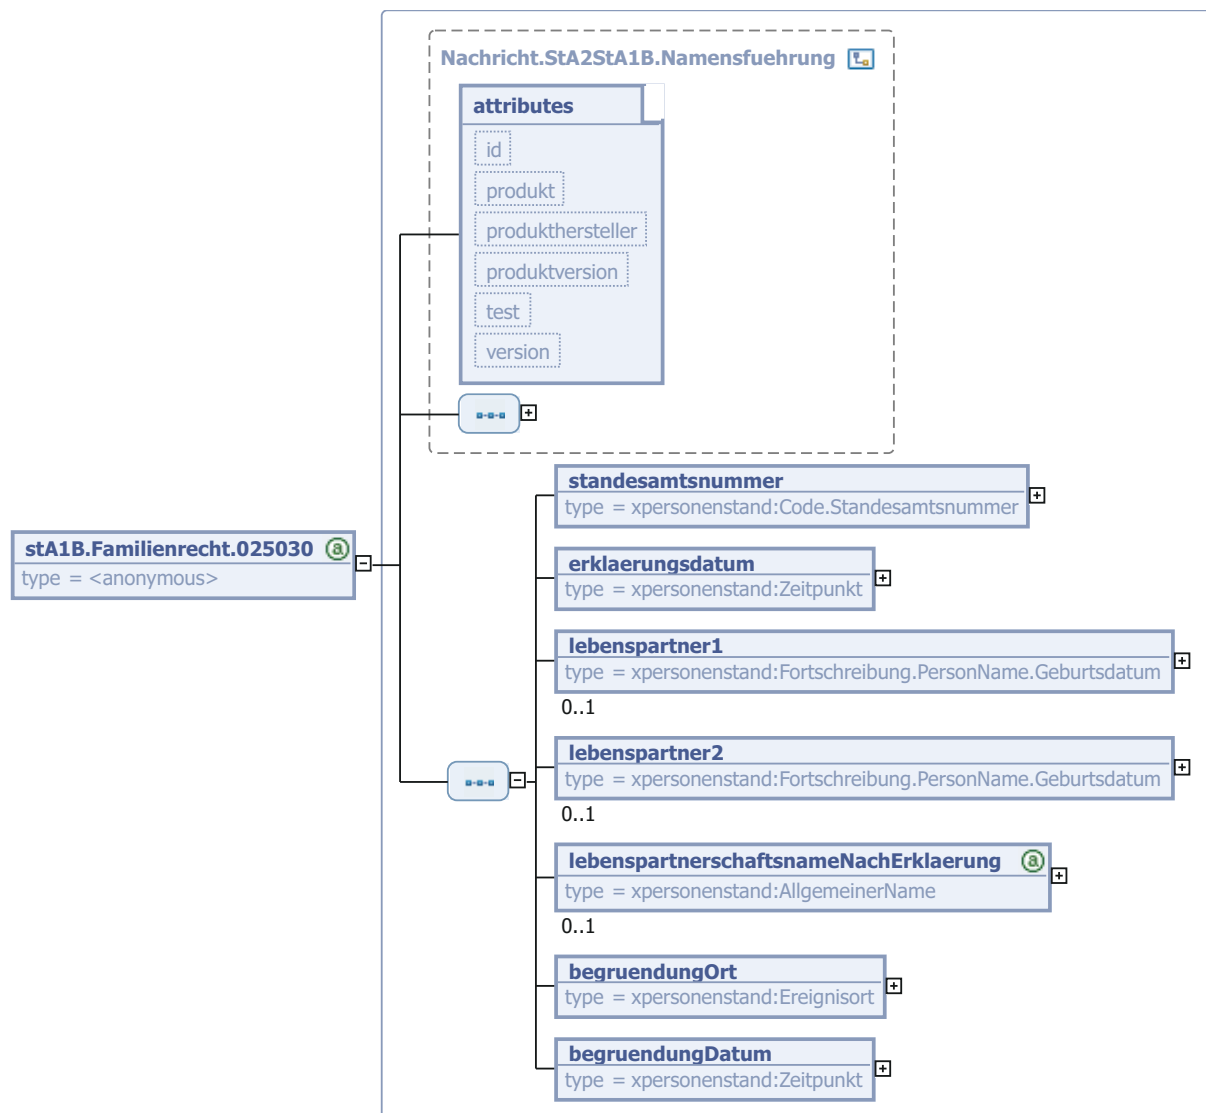 Nachricht.StA2StA1B.Namensfuehrung
attributes
id
produkt
produkthersteller
produktversion
test
version
stA1B.Familienrecht.025030 a
type = <anonymous>
standesamtsnummer
type = xpersonenstand:Code.Standesamtsnummer
erklaerungsdatum
type = xpersonenstand:Zeitpunkt
lebenspartner1
type = xpersonenstand:Fortschreibung.PersonName.Geburtsdatum
0..1
lebenspartner2
type = xpersonenstand:Fortschreibung.PersonName.Geburtsdatum
0..1
lebenspartnerschaftsnameNachErklaerung a
type = xpersonenstand:AllgemeinerName
0..1
begruendungOrt
type = xpersonenstand:Ereignisort
begruendungDatum
type = xpersonenstand:Zeitpunkt